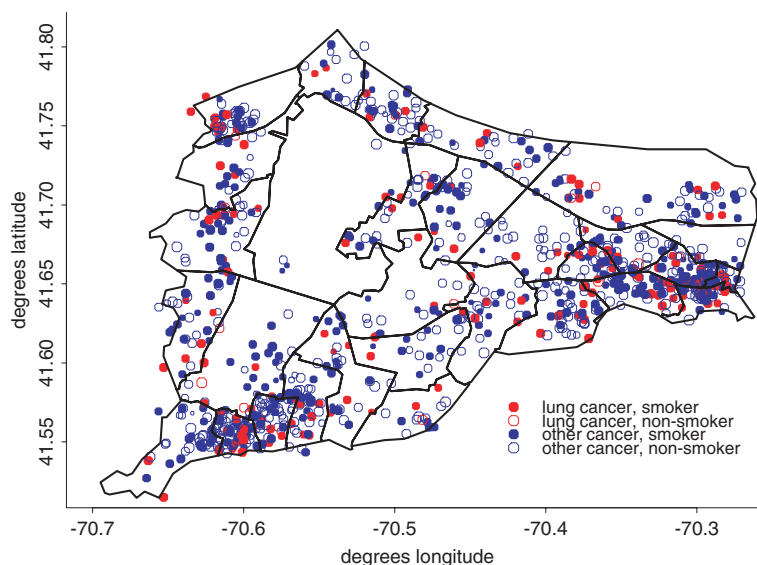 degrees latitude
41.80
41.75
41.70
41.65
41.60
41.55
lung cancer, smoker
lung cancer, non-smoker
other cancer, smoker
other cancer, non-smoker
-70.7 -70.6 -70.5 -70.4 -70.3
degrees longitude